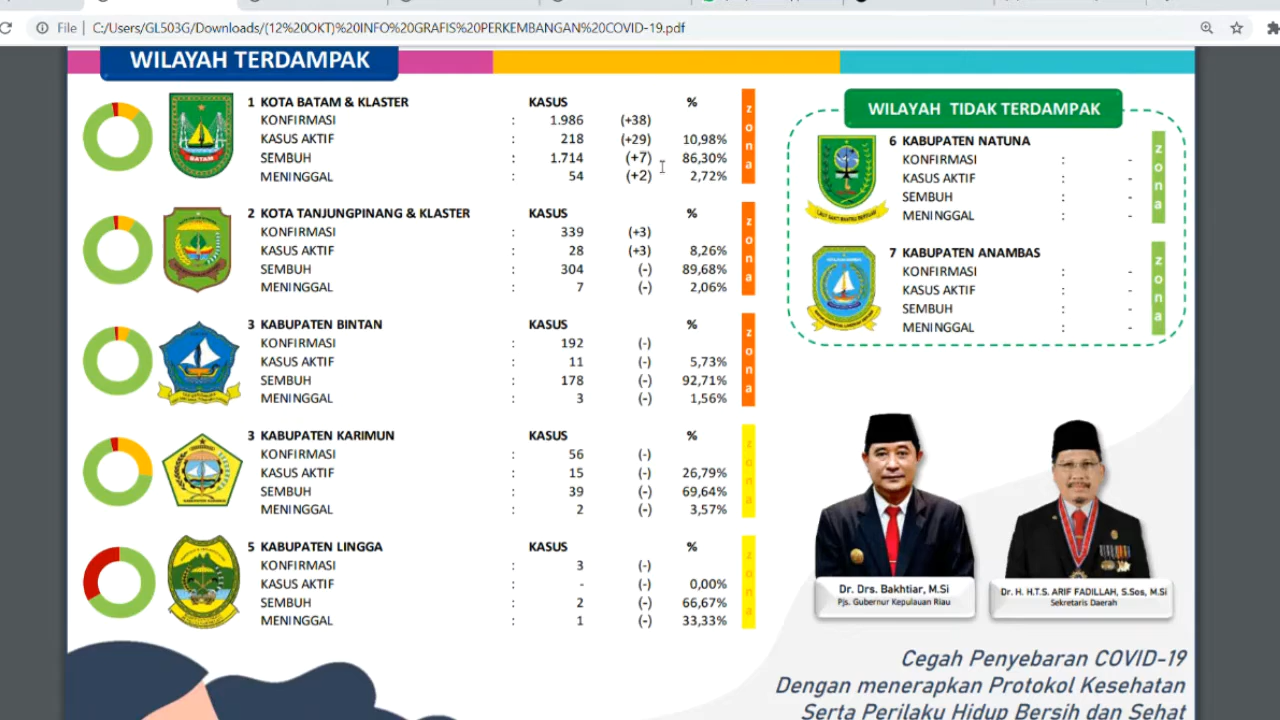 File
C:/Users/GL503G/Downloads/(12%20OKT)%20INFO%20GRAFIS%20PERKEMBANGAN%20COVID-19.pdf
WILAYAH TERDAMPAK
1 KOTA BATAM & KLASTER KASUS %
KONFIRMASI : 1.986 (+38)
KASUS AKTIF : 218 (+29) 10,98%
SEMBUH : 1.714 (+7) 86,30%
MENINGGAL : 54 (+2) 2,72%
zona
BATAM
2 KOTA TANJUNGPINANG & KLASTER KASUS %
KONFIRMASI : 339 (+3)
KASUS AKTIF : 28 (+3) 8,26%
SEMBUH : 304 (-) 89,68%
MENINGGAL : 7 (-) 2,06%
zona
3 KABUPATEN BINTAN KASUS %
KONFIRMASI : 192 (-)
KASUS AKTIF : 11 (-) 5,73%
SEMBUH : 178 (-) 92,71%
MENINGGAL : 3 (-) 1,56%
zona
3 KABUPATEN KARIMUN KASUS %
KONFIRMASI : 56 (-)
KASUS AKTIF : 15 (-) 26,79%
SEMBUH : 39 (-) 69,64%
MENINGGAL : 2 (-) 3,57%
zona
5 KABUPATEN LINGGA KASUS %
KONFIRMASI : 3 (-)
KASUS AKTIF : - (-) 0,00%
SEMBUH : 2 (-) 66,67%
MENINGGAL : 1 (-) 33,33%
zona
WILAYAH TIDAK TERDAMPAK
6 KABUPATEN NATUNA
KONFIRMASI : -
KASUS AKTIF : -
SEMBUH : -
MENINGGAL : -
zona
7 KABUPATEN ANAMBAS
KONFIRMASI : -
KASUS AKTIF : -
SEMBUH : -
MENINGGAL : -
zona
Dr. Drs. Bakhtiar, M.Si
Pjs. Gubernur Kepulauan Riau
Dr. H. H.T.S. ARIF FADILLAH, S.Sos, M.Si
Sekretaris Daerah
Cegah Penyebaran COVID-19
Dengan menerapkan Protokol Kesehatan
Serta Perilaku Hidup Bersih dan Sehat